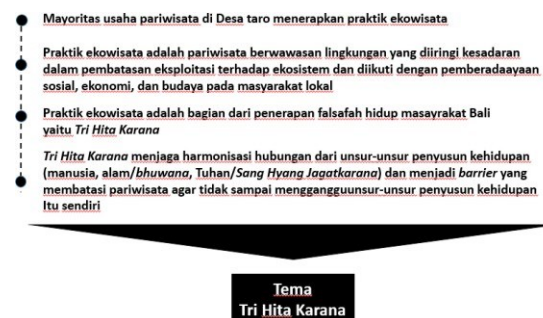 Mayoritas usaha pariwisata di Desa taro menerapkan praktik ekowisata
Praktik ekowisata adalah pariwisata berwawasan lingkungan yang diiringi kesadaran
dalam pembatasan eksploitasi terhadap ekosistem dan diikuti dengan pemberadaayaan
sosial, ekonomi, dan budaya pada masyarakat lokal
Praktik ekowisata adalah bagian dari penerapan falsafah hidup masayrakat Bali
yaitu Tri Hita Karana
Tri Hita Karana menjaga harmonisasi hubungan dari unsur-unsur penyusun kehidupan
(manusia, alam/bhuwana, Tuhan/Sang Hyang Jagatkarana) dan menjadi barrier yang
membatasi pariwisata agar tidak sampai menggangguunsur-unsur penyusun kehidupan
Itu sendiri
Tema
Tri Hita Karana